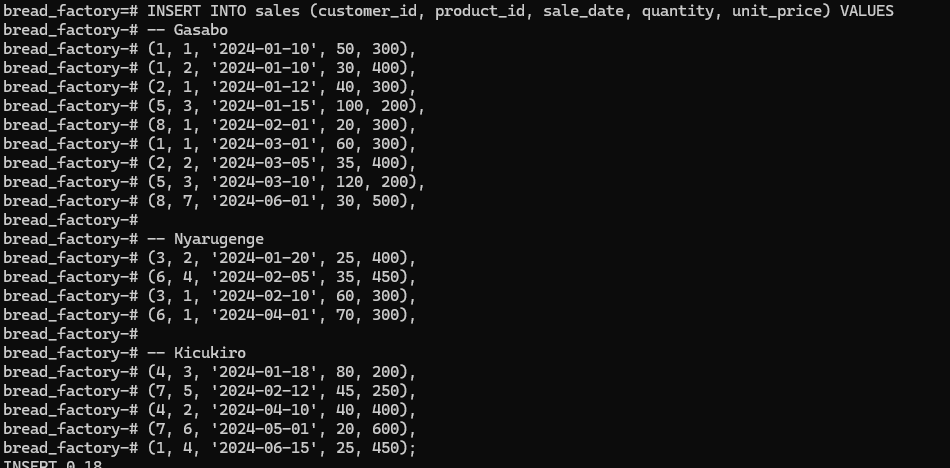 bread_factory=# INSERT INTO sales (customer_id, product_id, sale_date, quantity, unit_price) VALUES
bread_factory-# -- Gasabo
bread_factory-# (1, 1, '2024-01-10', 50, 300),
bread_factory-# (1, 2, '2024-01-10', 30, 400),
bread_factory-# (2, 1, '2024-01-12', 40, 300),
bread_factory-# (5, 3, '2024-01-15', 100, 200),
bread_factory-# (8, 1, '2024-02-01', 20, 300),
bread_factory-# (1, 1, '2024-03-01', 60, 300),
bread_factory-# (2, 2, '2024-03-05', 35, 400),
bread_factory-# (5, 3, '2024-03-10', 120, 200),
bread_factory-# (8, 7, '2024-06-01', 30, 500),
bread_factory-#
bread_factory-# -- Nyarugenge
bread_factory-# (3, 2, '2024-01-20', 25, 400),
bread_factory-# (6, 4, '2024-02-05', 35, 450),
bread_factory-# (3, 1, '2024-02-10', 60, 300),
bread_factory-# (6, 1, '2024-04-01', 70, 300),
bread_factory-#
bread_factory-# -- Kicukiro
bread_factory-# (4, 3, '2024-01-18', 80, 200),
bread_factory-# (7, 5, '2024-02-12', 45, 250),
bread_factory-# (4, 2, '2024-04-10', 40, 400),
bread_factory-# (7, 6, '2024-05-01', 20, 600),
bread_factory-# (1, 4, '2024-06-15', 25, 450);
INSERT 0 18